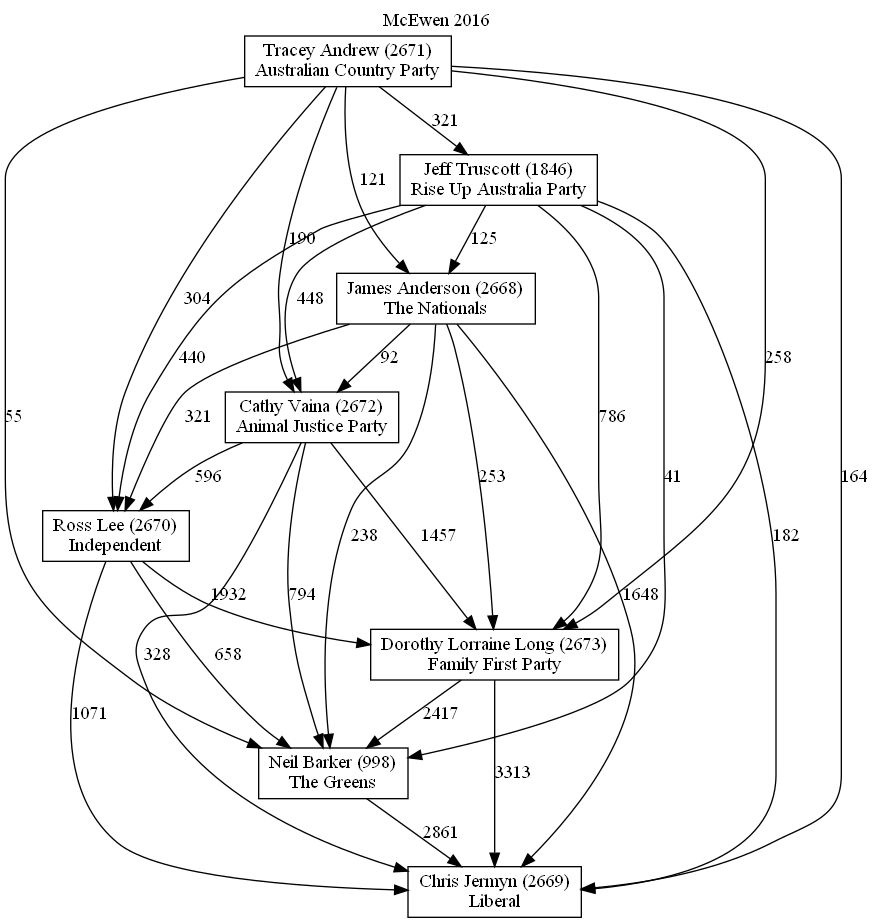 McEwen 2016
Tracey Andrew (2671)
Australian Country Party
321
Jeff Truscott (1846)
Rise Up Australia Party
121
190
125
James Anderson (2668)
The Nationals
304
448
440
92
258
Cathy Vaina (2672)
Animal Justice Party
55
321
786
596
253
41
164
Ross Lee (2670)
Independent
238
1457
182
1932
794
1648
Dorothy Lorraine Long (2673)
Family First Party
328
658
1071
2417
Neil Barker (998)
The Greens
3313
2861
Chris Jermyn (2669)
Liberal